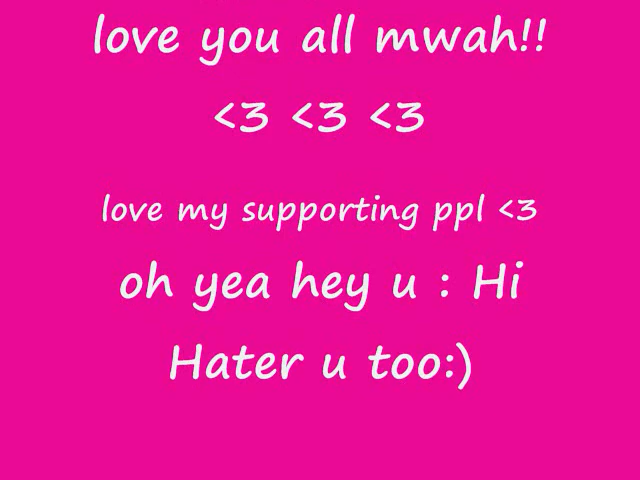 love you all mwah!!
<3 <3 <3
love my supporting ppl <3
oh yea hey u : Hi
Hater u too:)